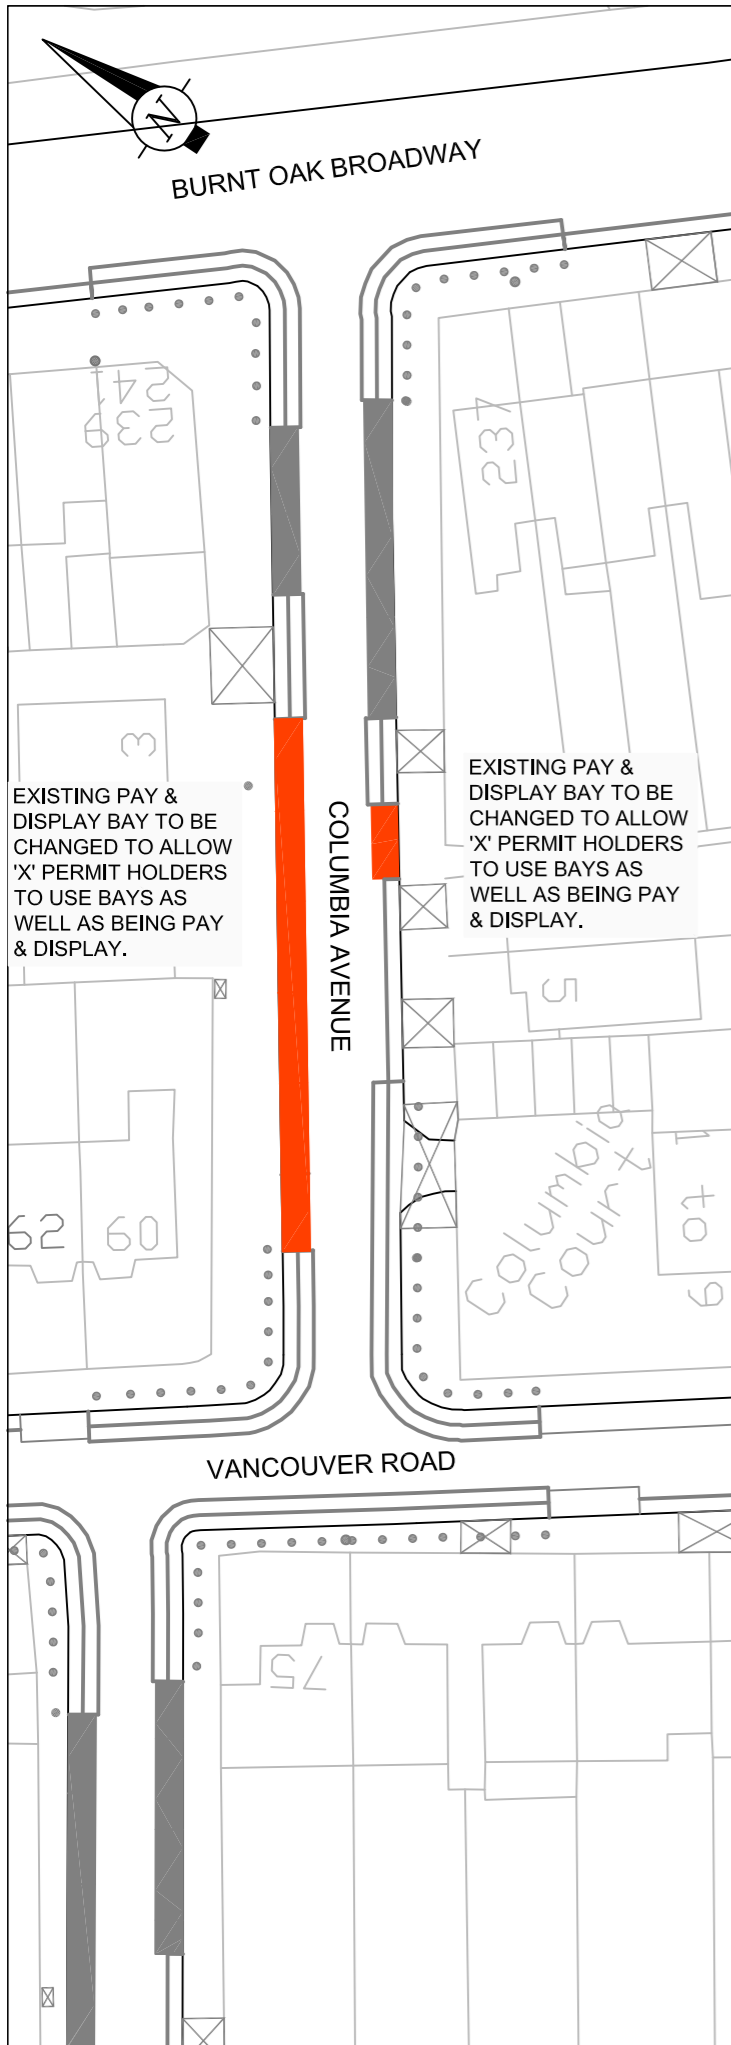 N
BURNT OAK BROADWAY
241
239
237
3
EXISTING PAY &
DISPLAY BAY TO BE
CHANGED TO ALLOW
'X' PERMIT HOLDERS
TO USE BAYS AS
WELL AS BEING PAY
& DISPLAY.
COLUMBIA AVENUE
EXISTING PAY &
DISPLAY BAY TO BE
CHANGED TO ALLOW
'X' PERMIT HOLDERS
TO USE BAYS AS
WELL AS BEING PAY
& DISPLAY.
5
62
60
Columbia
Court
1
to
9
VANCOUVER ROAD
75